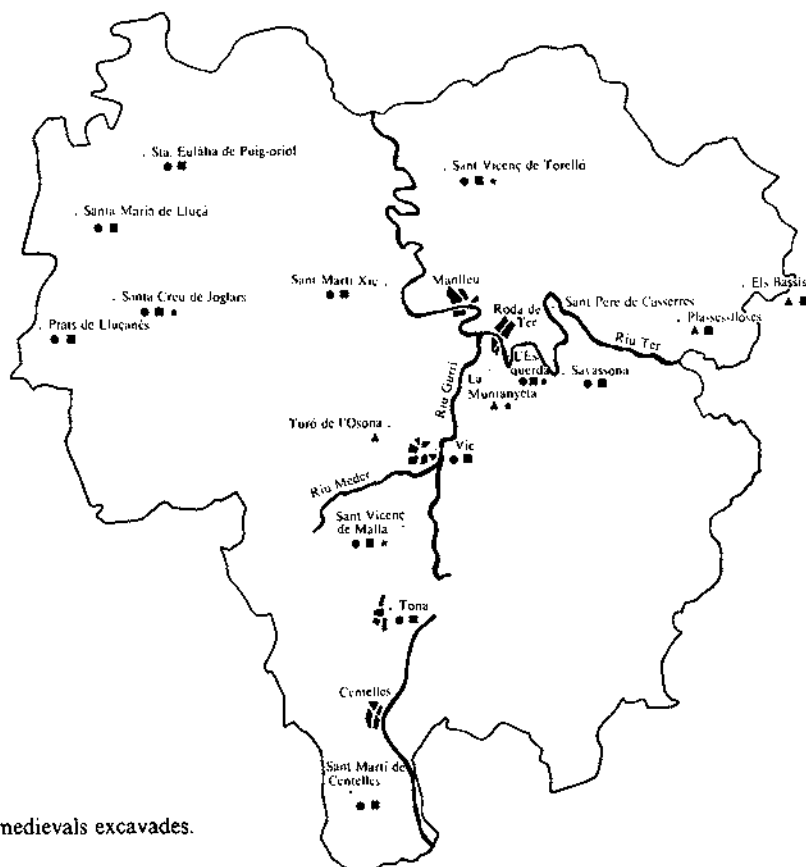 Sta. Eulàlia de Puig-oriol
Sant Vicenç de Torelló
Santa Maria de Lluçà
Sant Martí Xic
Manlleu
Els Bassis
Santa Creu de Joglars
Roda de
Ter
Sant Pere de Casserres
Plasses-lloses
Prats de Lluçanès
Riu Ter
L'Es
querda
La
Muntanyeta
Savassona
Riu Gurri
Turó de l'Osona
Vic
Riu Meder
Sant Vicenç
de Malla
Tona
Centelles
Sant Martí de
Centelles
medievals excavades.